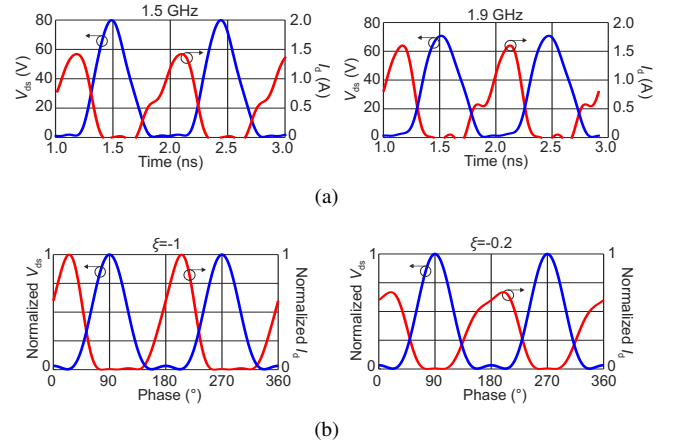 1.5 GHz
80
60
40
20
0
V_ds (V)
2.0
1.5
1.0
0.5
0
I_d (A)
1.0 1.5 2.0 2.5 3.0
Time (ns)
1.9 GHz
80
60
40
20
0
V_ds (V)
2.0
1.5
1.0
0.5
0
I_d (A)
1.0 1.5 2.0 2.5 3.0
Time (ns)
(a)
ξ=-1
1
0
Normalized V_ds
1
0
Normalized I_d
0 90 180 270 360
Phase (°)
ξ=-0.2
1
0
Normalized V_ds
1
0
Normalized I_d
0 90 180 270 360
Phase (°)
(b)